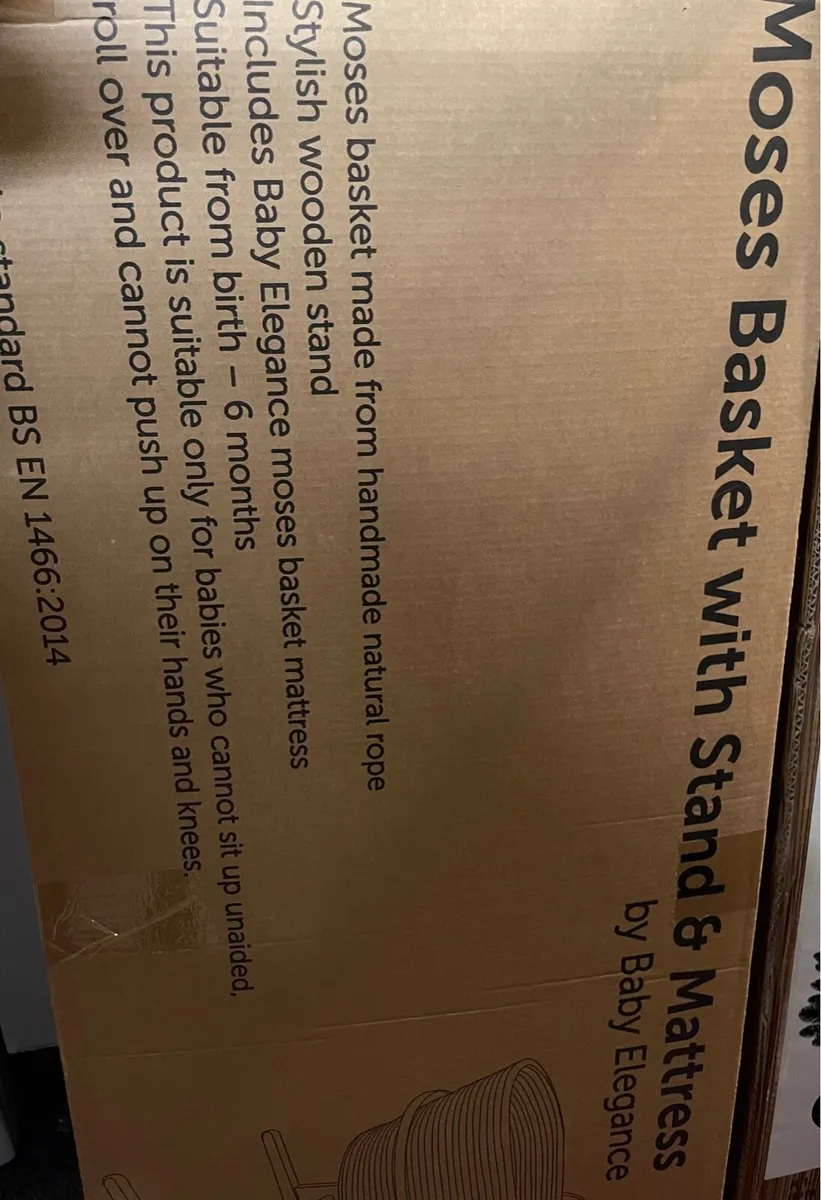 Moses Basket with Stand & Mattress
by Baby Elegance
Moses basket made from handmade natural rope
Stylish wooden stand
Includes Baby Elegance moses basket mattress
Suitable from birth – 6 months
This product is suitable only for babies who cannot sit up unaided,
roll over and cannot push up on their hands and knees.
standard BS EN 1466:2014